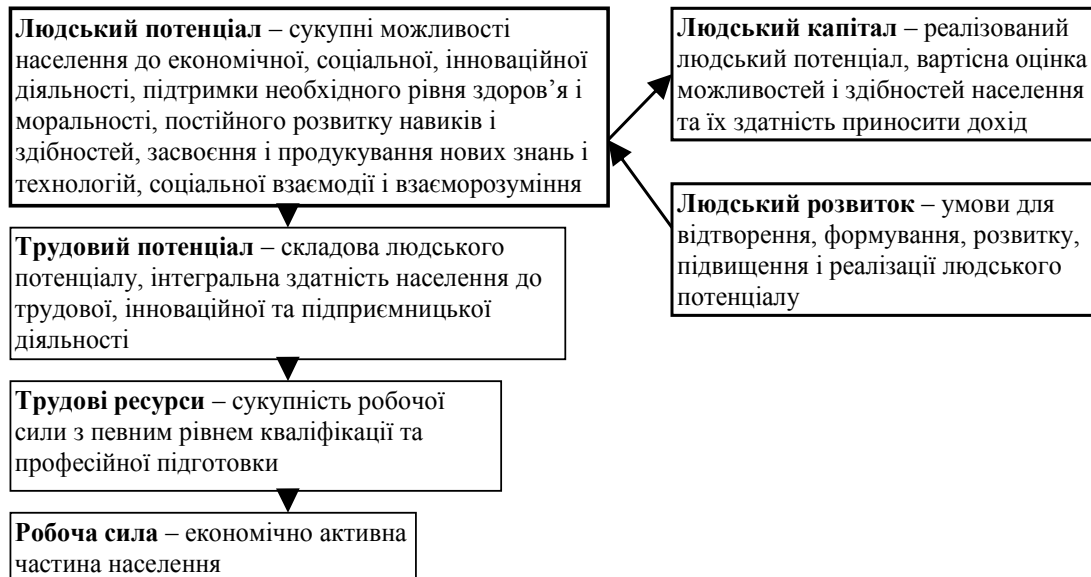 Людський потенціал – сукупні можливості
населення до економічної, соціальної, інноваційної
діяльності, підтримки необхідного рівня здоров’я і
моральності, постійного розвитку навиків і
здібностей, засвоєння і продукування нових знань і
технологій, соціальної взаємодії і взаєморозуміння
Людський капітал – реалізований
людський потенціал, вартісна оцінка
можливостей і здібностей населення
та їх здатність приносити дохід
Людський розвиток – умови для
відтворення, формування, розвитку,
підвищення і реалізації людського
потенціалу
Трудовий потенціал – складова людського
потенціалу, інтегральна здатність населення до
трудової, інноваційної та підприємницької
діяльності
Трудові ресурси – сукупність робочої
сили з певним рівнем кваліфікації та
професійної підготовки
Робоча сила – економічно активна
частина населення